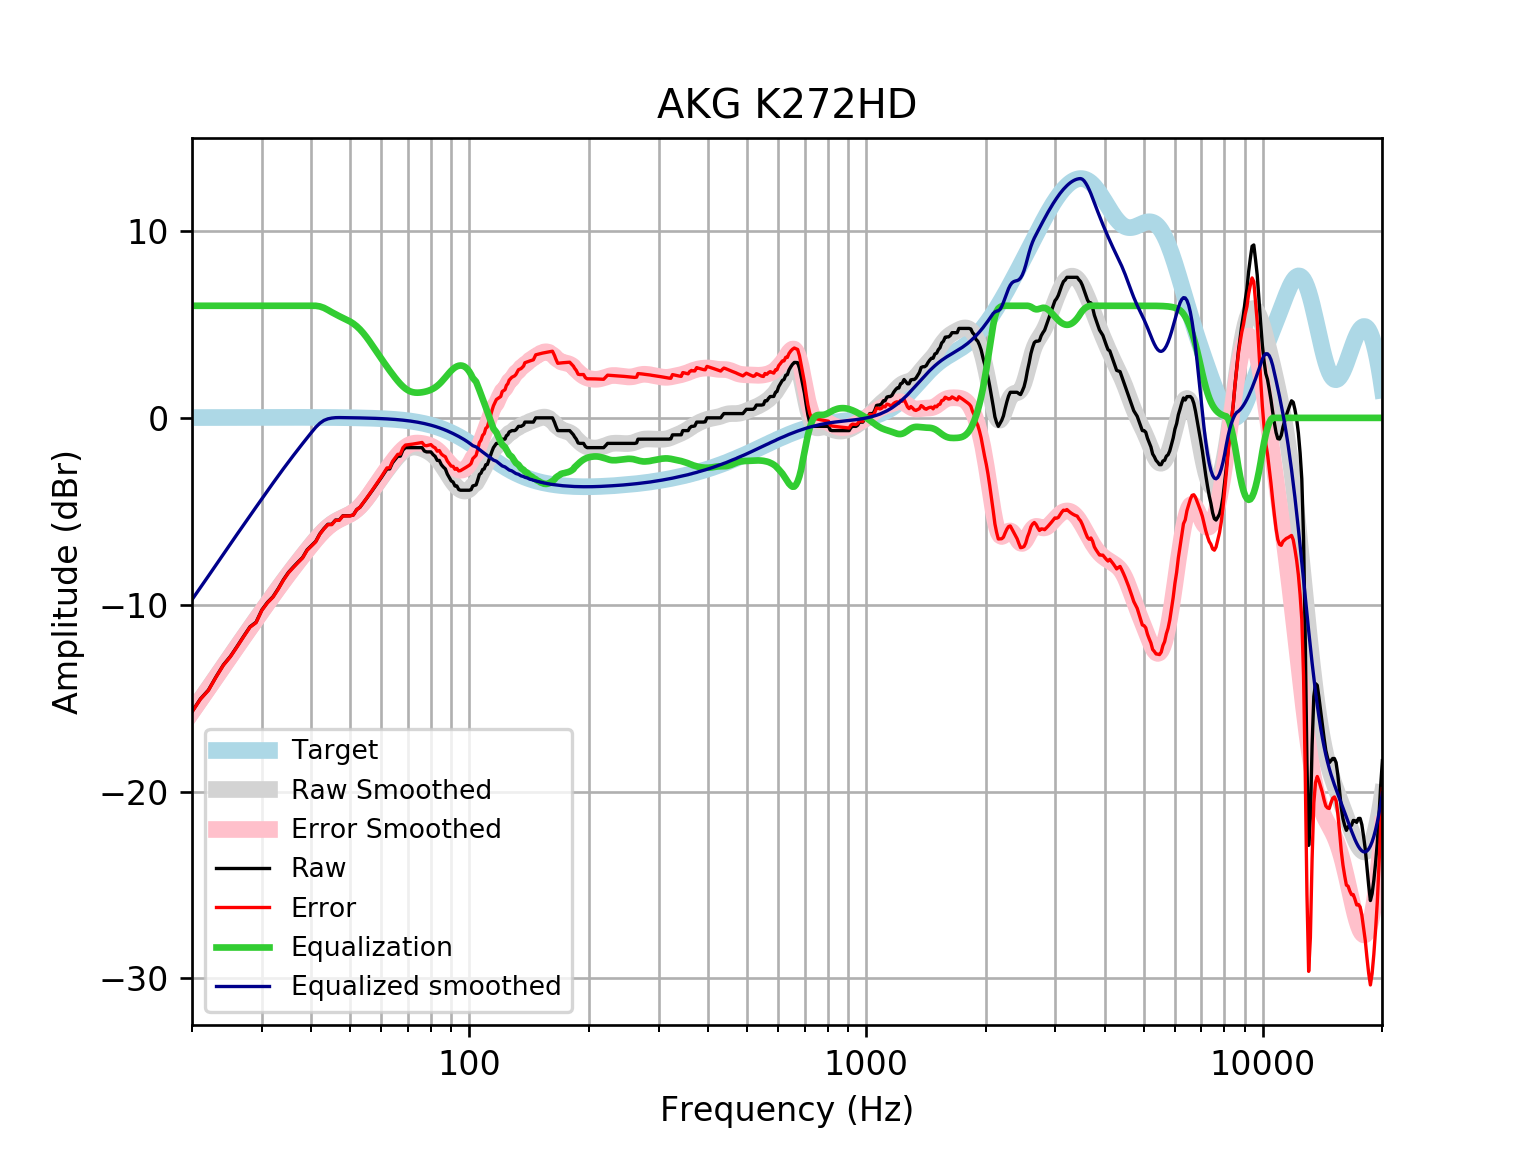 AKG K272HD
Amplitude (dBr)
10
0
−10
−20
−30
Target
Raw Smoothed
Error Smoothed
Raw
Error
Equalization
Equalized smoothed
100 1000 10000
Frequency (Hz)